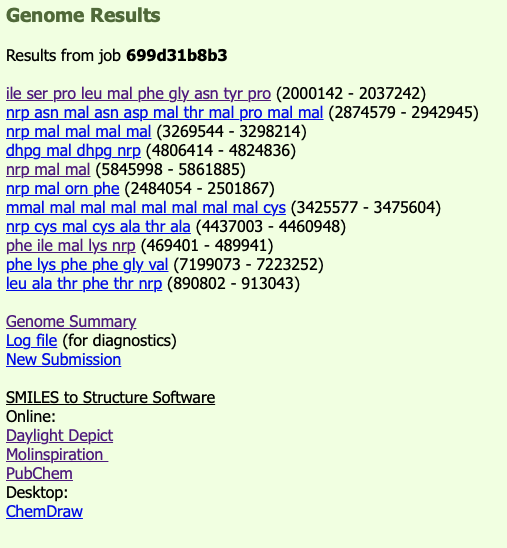 Genome Results
Results from job 699d31b8b3
ile ser pro leu mal phe gly asn tyr pro (2000142 - 2037242)
nrp asn mal asn asp mal thr mal pro mal mal (2874579 - 2942945)
nrp mal mal mal mal (3269544 - 3298214)
dhpg mal dhpg nrp (4806414 - 4824836)
nrp mal mal (5845998 - 5861885)
nrp mal orn phe (2484054 - 2501867)
mmal mal mal mal mal mal mal mal cys (3425577 - 3475604)
nrp cys mal cys ala thr ala (4437003 - 4460948)
phe ile mal lys nrp (469401 - 489941)
phe lys phe phe gly val (7199073 - 7223252)
leu ala thr phe thr nrp (890802 - 913043)
Genome Summary
Log file (for diagnostics)
New Submission
SMILES to Structure Software
Online:
Daylight Depict
Molinspiration
PubChem
Desktop:
ChemDraw